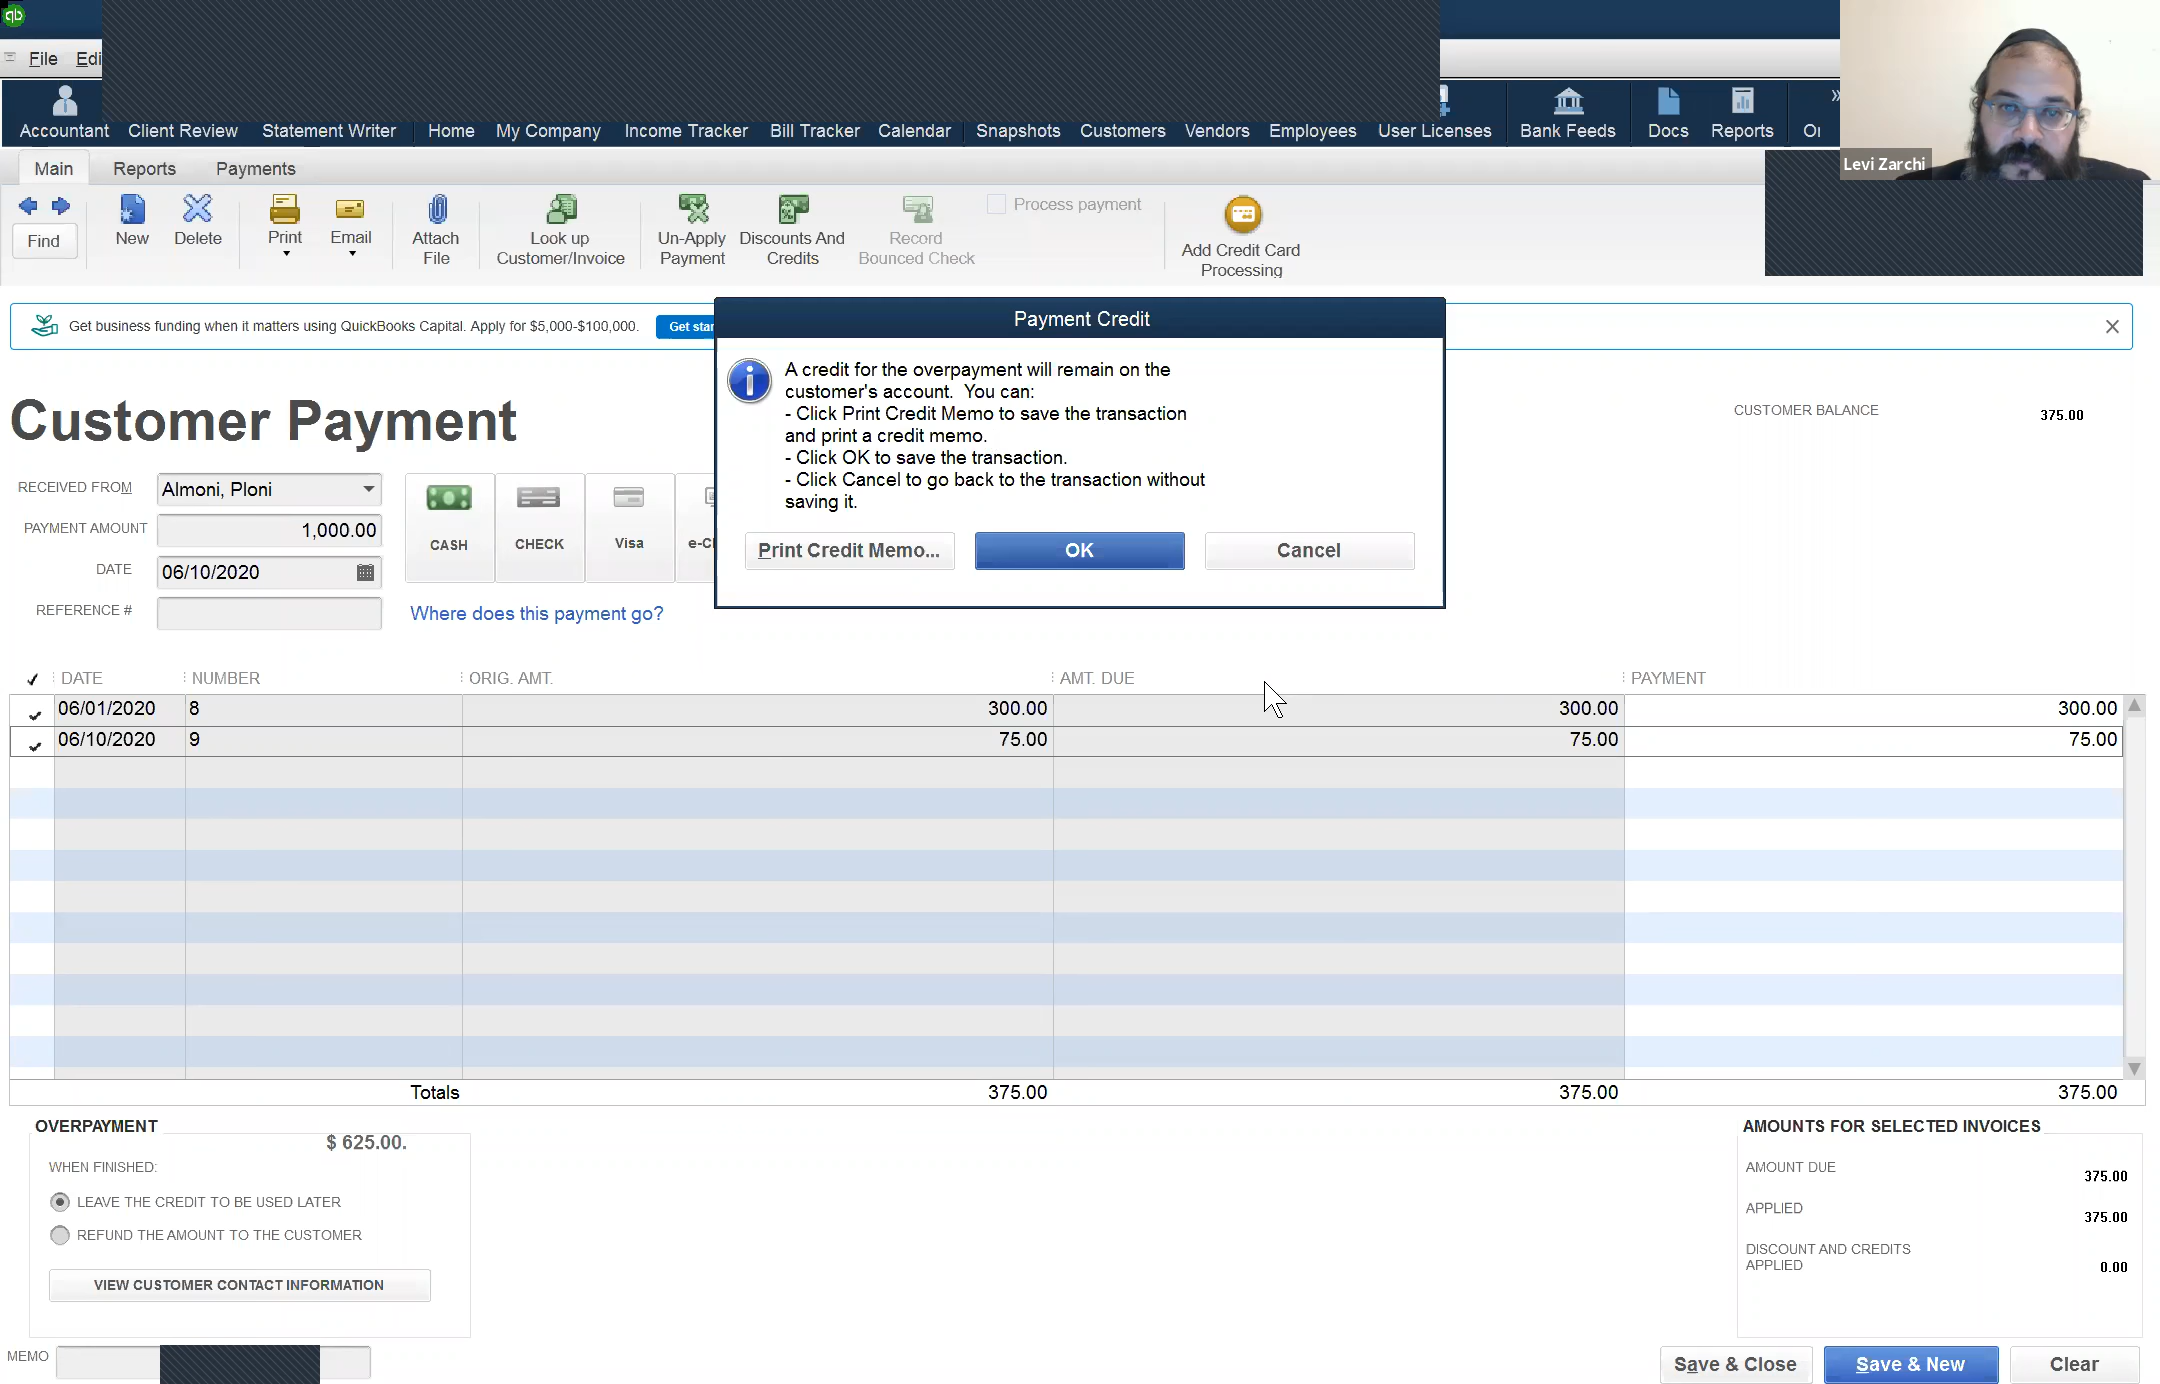 qb
File Edi
Levi Zarchi
Accountant Client Review Statement Writer Home My Company Income Tracker Bill Tracker Calendar Snapshots Customers Vendors Employees User Licenses Bank Feeds Docs Reports
Main Reports Payments
Find
New Delete Print Email
Attach
File
Look up
Customer/Invoice
Un-Apply
Payment
Discounts And
Credits
Record
Bounced Check
Process payment
Add Credit Card
Processing
Get business funding when it matters using QuickBooks Capital. Apply for $5,000-$100,000. Get star
Payment Credit
A credit for the overpayment will remain on the
customer's account. You can:
- Click Print Credit Memo to save the transaction
and print a credit memo.
- Click OK to save the transaction.
- Click Cancel to go back to the transaction without
saving it.
Print Credit Memo... OK Cancel
Customer Payment
CUSTOMER BALANCE 375.00
RECEIVED FROM Almoni, Ploni
PAYMENT AMOUNT 1,000.00
DATE 06/10/2020
REFERENCE #
CASH CHECK Visa
Where does this payment go?
DATE NUMBER ORIG. AMT. AMT. DUE PAYMENT
06/01/2020 8 300.00 300.00 300.00
06/10/2020 9 75.00 75.00 75.00
Totals 375.00 375.00 375.00
OVERPAYMENT
$ 625.00.
WHEN FINISHED:
LEAVE THE CREDIT TO BE USED LATER
REFUND THE AMOUNT TO THE CUSTOMER
VIEW CUSTOMER CONTACT INFORMATION
AMOUNTS FOR SELECTED INVOICES
AMOUNT DUE 375.00
APPLIED 375.00
DISCOUNT AND CREDITS
APPLIED 0.00
MEMO
Save & Close Save & New Clear